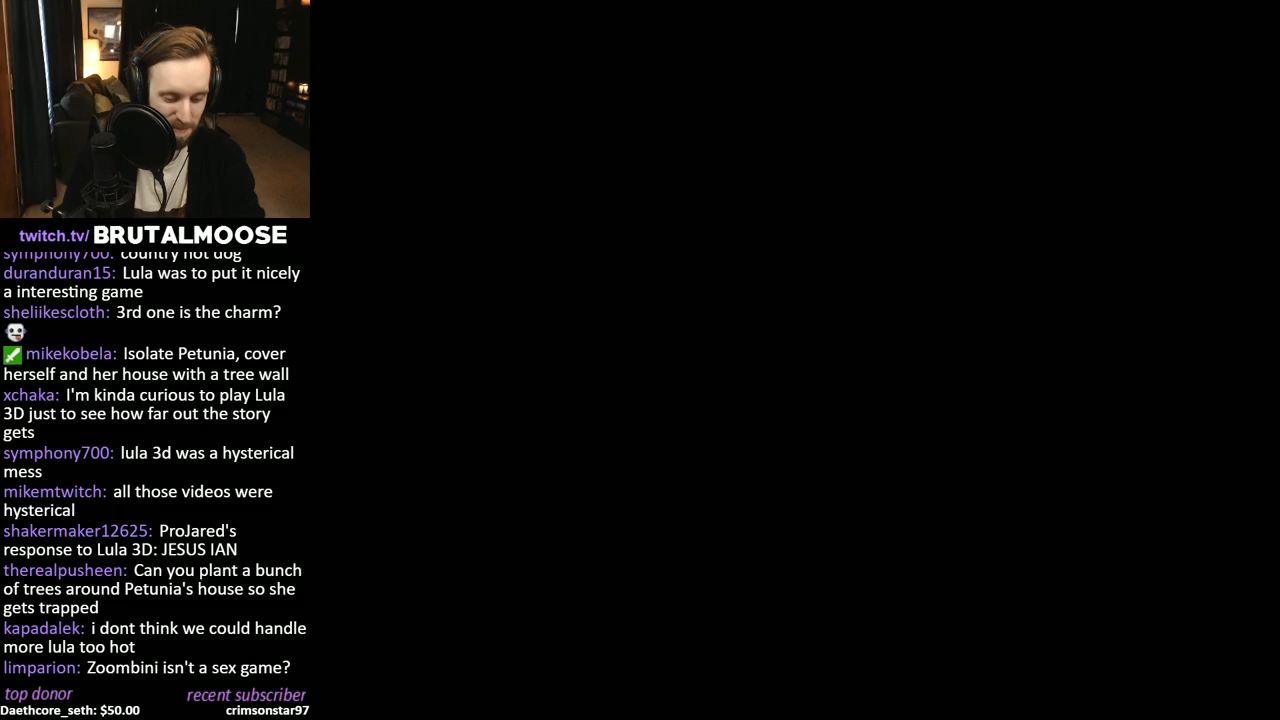 twitch.tv/ BRUTALMOOSE
symphony700: country hot dog
duranduran15: Lula was to put it nicely
a interesting game
sheliikescloth: 3rd one is the charm?
mikekobela: Isolate Petunia, cover
herself and her house with a tree wall
xchaka: I'm kinda curious to play Lula
3D just to see how far out the story
gets
symphony700: lula 3d was a hysterical
mess
mikemtwitch: all those videos were
hysterical
shakermaker12625: ProJared's
response to Lula 3D: JESUS IAN
therealpusheen: Can you plant a bunch
of trees around Petunia's house so she
gets trapped
kapadalek: i dont think we could handle
more lula too hot
limparion: Zoombini isn't a sex game?
top donor recent subscriber
Daethcore_seth: $50.00 crimsonstar97